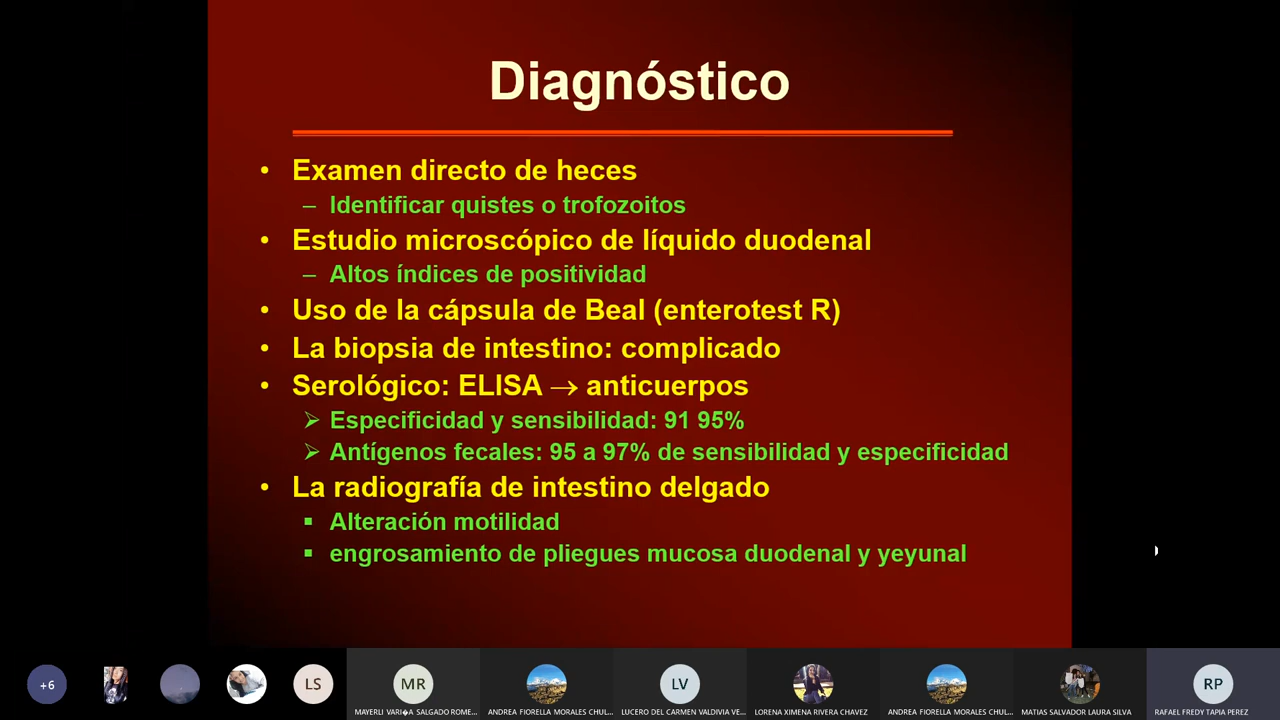 Diagnóstico
• Examen directo de heces
– Identificar quistes o trofozoitos
• Estudio microscópico de líquido duodenal
– Altos índices de positividad
• Uso de la cápsula de Beal (enterotest R)
• La biopsia de intestino: complicado
• Serológico: ELISA → anticuerpos
➢ Especificidad y sensibilidad: 91 95%
➢ Antígenos fecales: 95 a 97% de sensibilidad y especificidad
• La radiografía de intestino delgado
▪ Alteración motilidad
▪ engrosamiento de pliegues mucosa duodenal y yeyunal
+6
LS
MR
LV
RP
MAYERLI VARI�A SALGADO ROME...
ANDREA FIORELLA MORALES CHUL...
LUCERO DEL CARMEN VALDIVIA VE...
LORENA XIMENA RIVERA CHAVEZ
ANDREA FIORELLA MORALES CHUL...
MATIAS SALVADOR LAURA SILVA
RAFAEL FREDY TAPIA PEREZ